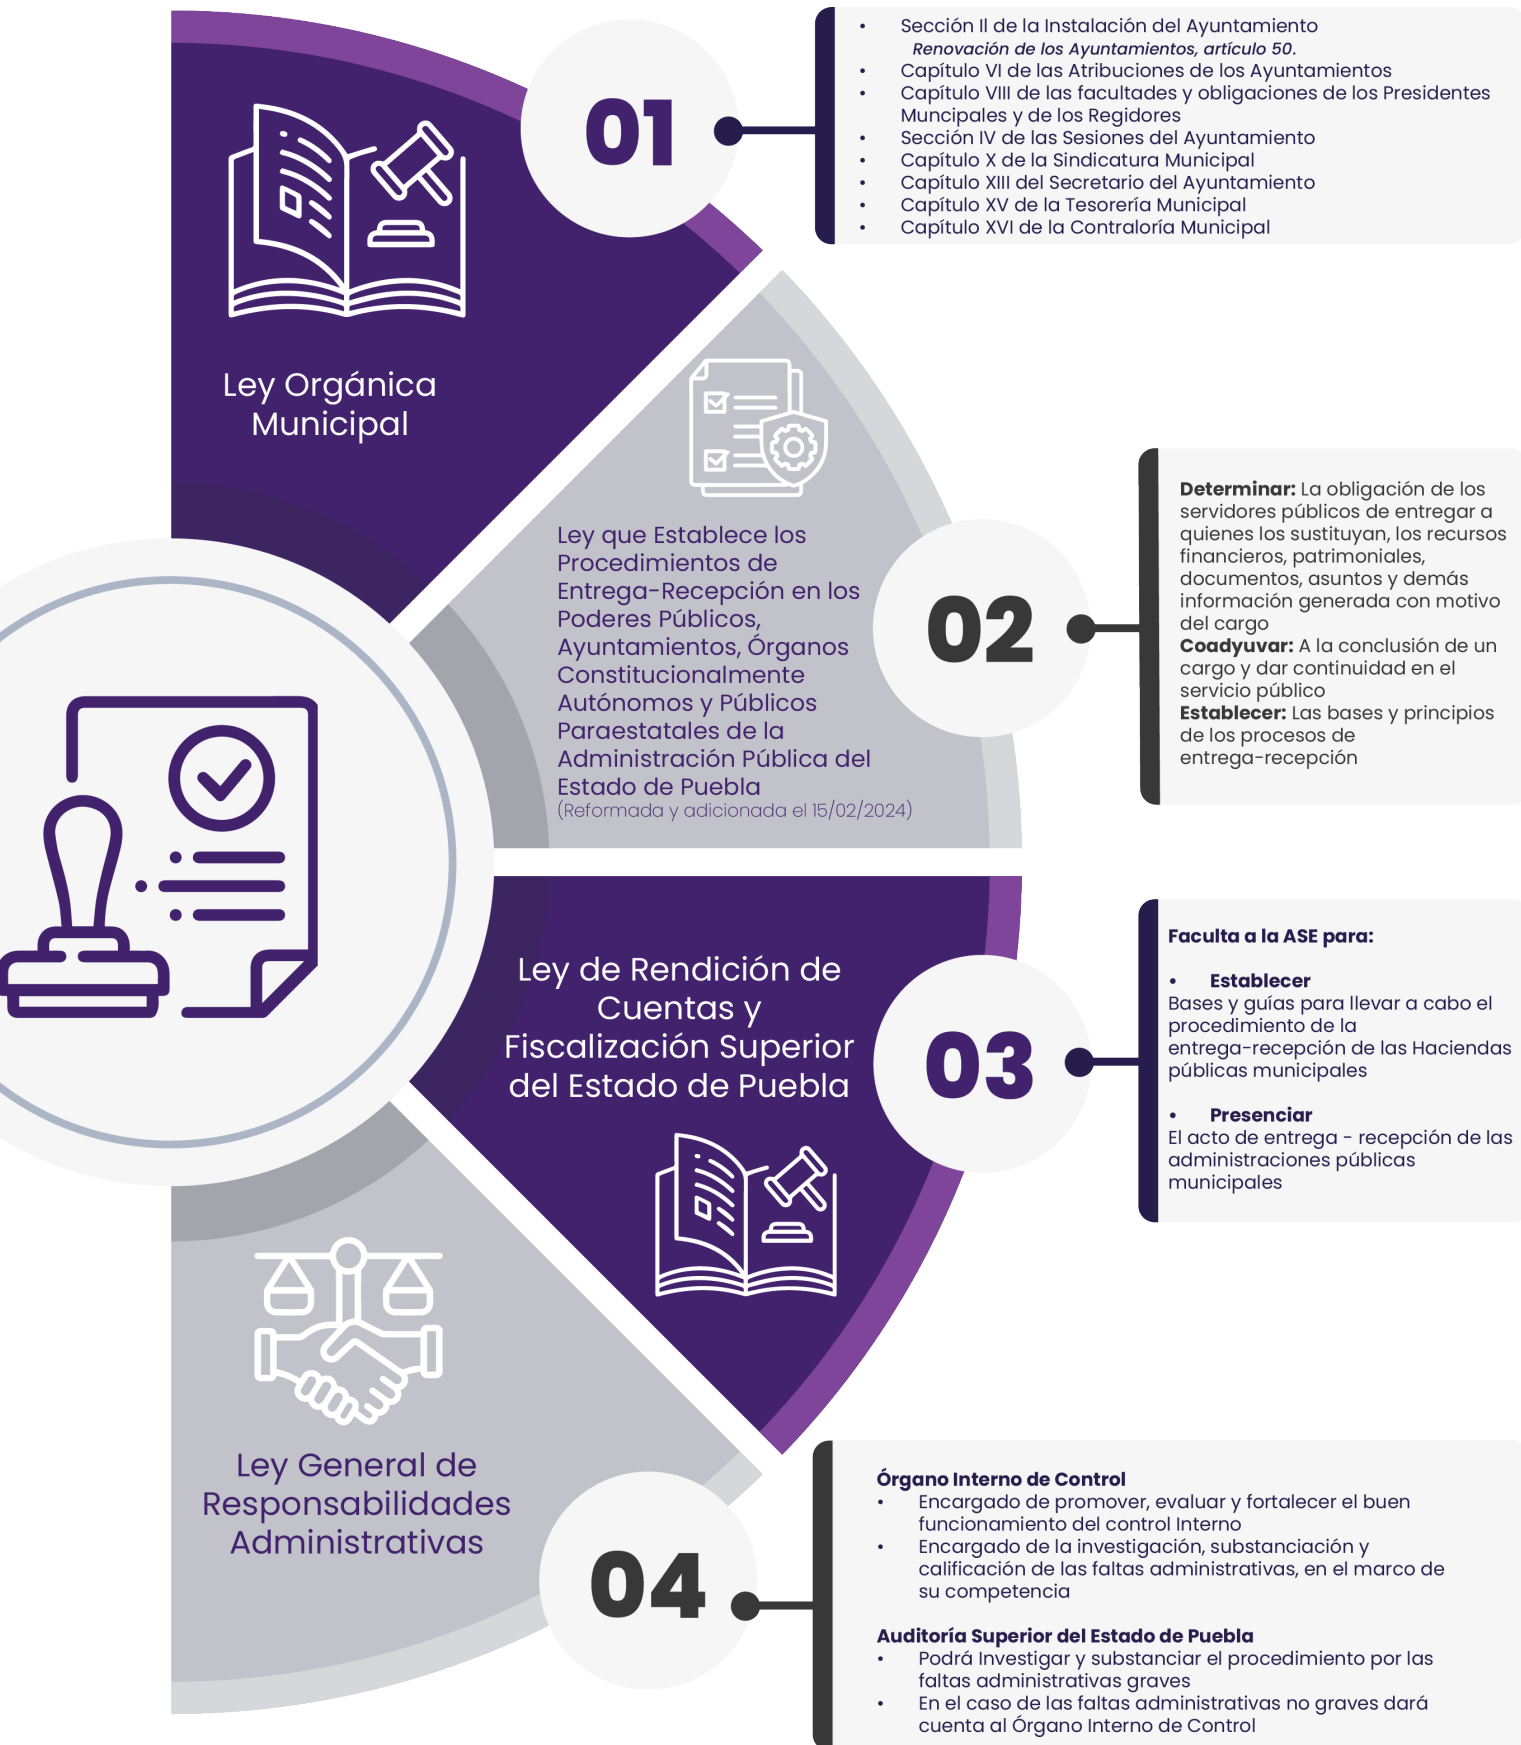 01
• Sección II de la Instalación del Ayuntamiento
Renovación de los Ayuntamientos, artículo 50.
• Capítulo VI de las Atribuciones de los Ayuntamientos
• Capítulo VIII de las facultades y obligaciones de los Presidentes
Muncipales y de los Regidores
• Sección IV de las Sesiones del Ayuntamiento
• Capítulo X de la Sindicatura Municipal
• Capítulo XIII del Secretario del Ayuntamiento
• Capítulo XV de la Tesorería Municipal
• Capítulo XVI de la Contraloría Municipal
Ley Orgánica
Municipal
Ley que Establece los
Procedimientos de
Entrega-Recepción en los
Poderes Públicos,
Ayuntamientos, Órganos
Constitucionalmente
Autónomos y Públicos
Paraestatales de la
Administración Pública del
Estado de Puebla
(Reformada y adicionada el 15/02/2024)
02
Determinar: La obligación de los
servidores públicos de entregar a
quienes los sustituyan, los recursos
financieros, patrimoniales,
documentos, asuntos y demás
información generada con motivo
del cargo
Coadyuvar: A la conclusión de un
cargo y dar continuidad en el
servicio público
Establecer: Las bases y principios
de los procesos de
entrega-recepción
Ley de Rendición de
Cuentas y
Fiscalización Superior
del Estado de Puebla
03
Faculta a la ASE para:
• Establecer
Bases y guías para llevar a cabo el
procedimiento de la
entrega-recepción de las Haciendas
públicas municipales
• Presenciar
El acto de entrega - recepción de las
administraciones públicas
municipales
Ley General de
Responsabilidades
Administrativas
04
Órgano Interno de Control
• Encargado de promover, evaluar y fortalecer el buen
funcionamiento del control Interno
• Encargado de la investigación, substanciación y
calificación de las faltas administrativas, en el marco de
su competencia
Auditoría Superior del Estado de Puebla
• Podrá Investigar y substanciar el procedimiento por las
faltas administrativas graves
• En el caso de las faltas administrativas no graves dará
cuenta al Órgano Interno de Control